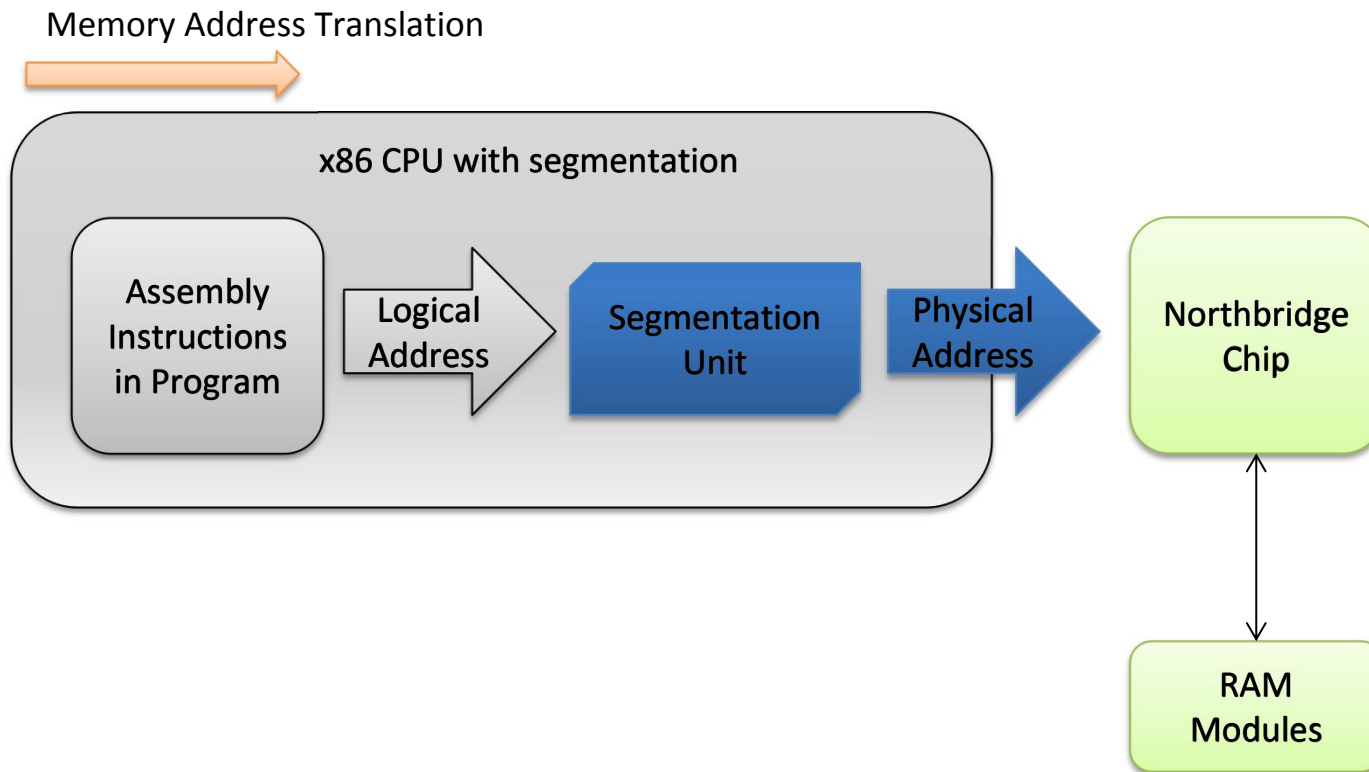 Memory Address Translation
x86 CPU with segmentation
Assembly
Instructions
in Program
Logical
Address
Segmentation
Unit
Physical
Address
Northbridge
Chip
RAM
Modules